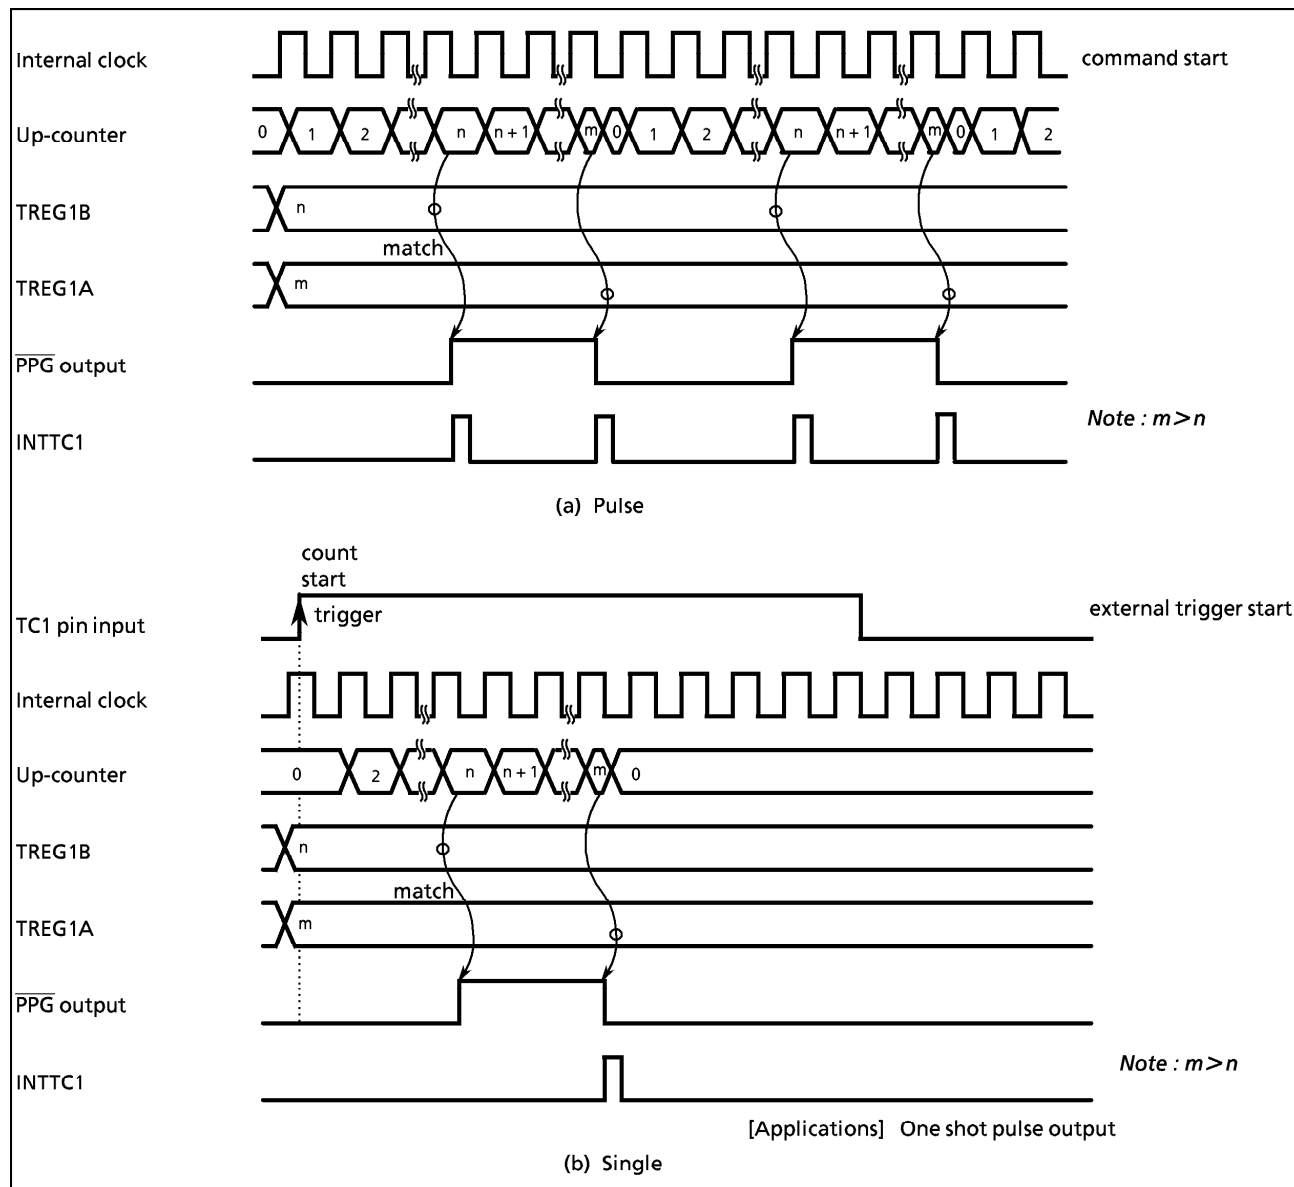 Internal clock
command start
Up-counter 0 1 2 n n + 1 m 0 1 2 n n + 1 m 0 1 2
TREG1B n
match
TREG1A m
PPG output
Note : m>n
INTTC1
(a) Pulse
count
start
trigger
TC1 pin input
external trigger start
Internal clock
Up-counter 0 2 n n + 1 m 0
TREG1B n
match
TREG1A m
PPG output
Note : m>n
INTTC1
[Applications] One shot pulse output
(b) Single